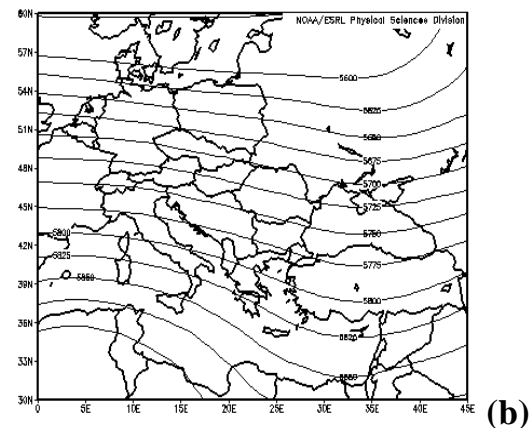 60N NOAA/ESRL Physical Sciences Division
57N
5600
54N
5625
51N
5650
5675
48N
5700
5725
45N
5750
5800
42N
5775
5825
5850
39N
5800
36N
5825
33N
5850
30N
0 5E 10E 15E 20E 25E 30E 35E 40E 45E
(b)